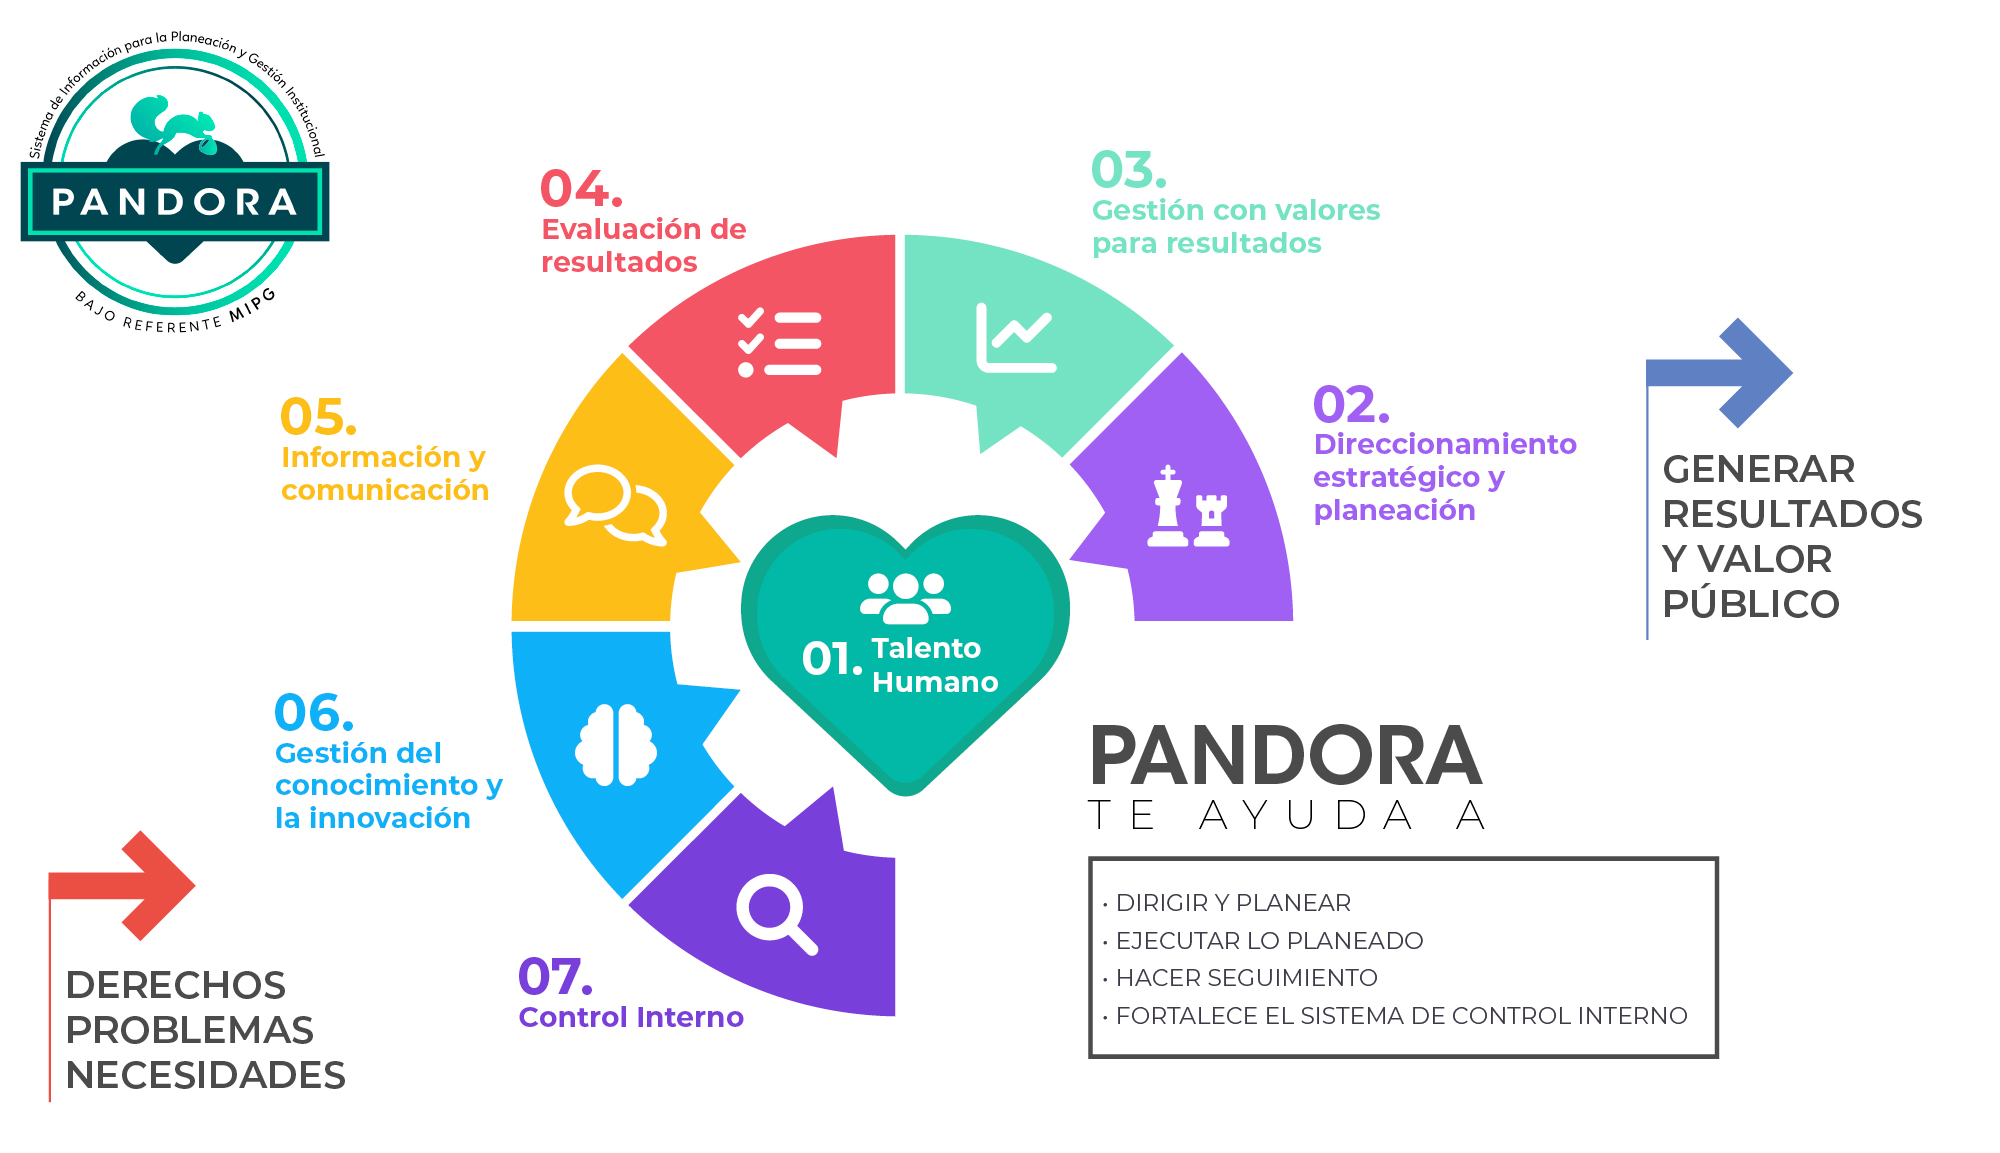 Sistema de Información para la Planeación y Gestión Institucional
PANDORA
BAJO REFERENTE MIPG
04.
Evaluación de
resultados
03.
Gestión con valores
para resultados
05.
Información y
comunicación
02.
Direccionamiento
estratégico y
planeación
GENERAR
RESULTADOS
Y VALOR
PÚBLICO
01. Talento
Humano
06.
Gestión del
conocimiento y
la innovación
07.
Control Interno
DERECHOS
PROBLEMAS
NECESIDADES
PANDORA
TE AYUDA A
• DIRIGIR Y PLANEAR
• EJECUTAR LO PLANEADO
• HACER SEGUIMIENTO
• FORTALECE EL SISTEMA DE CONTROL INTERNO